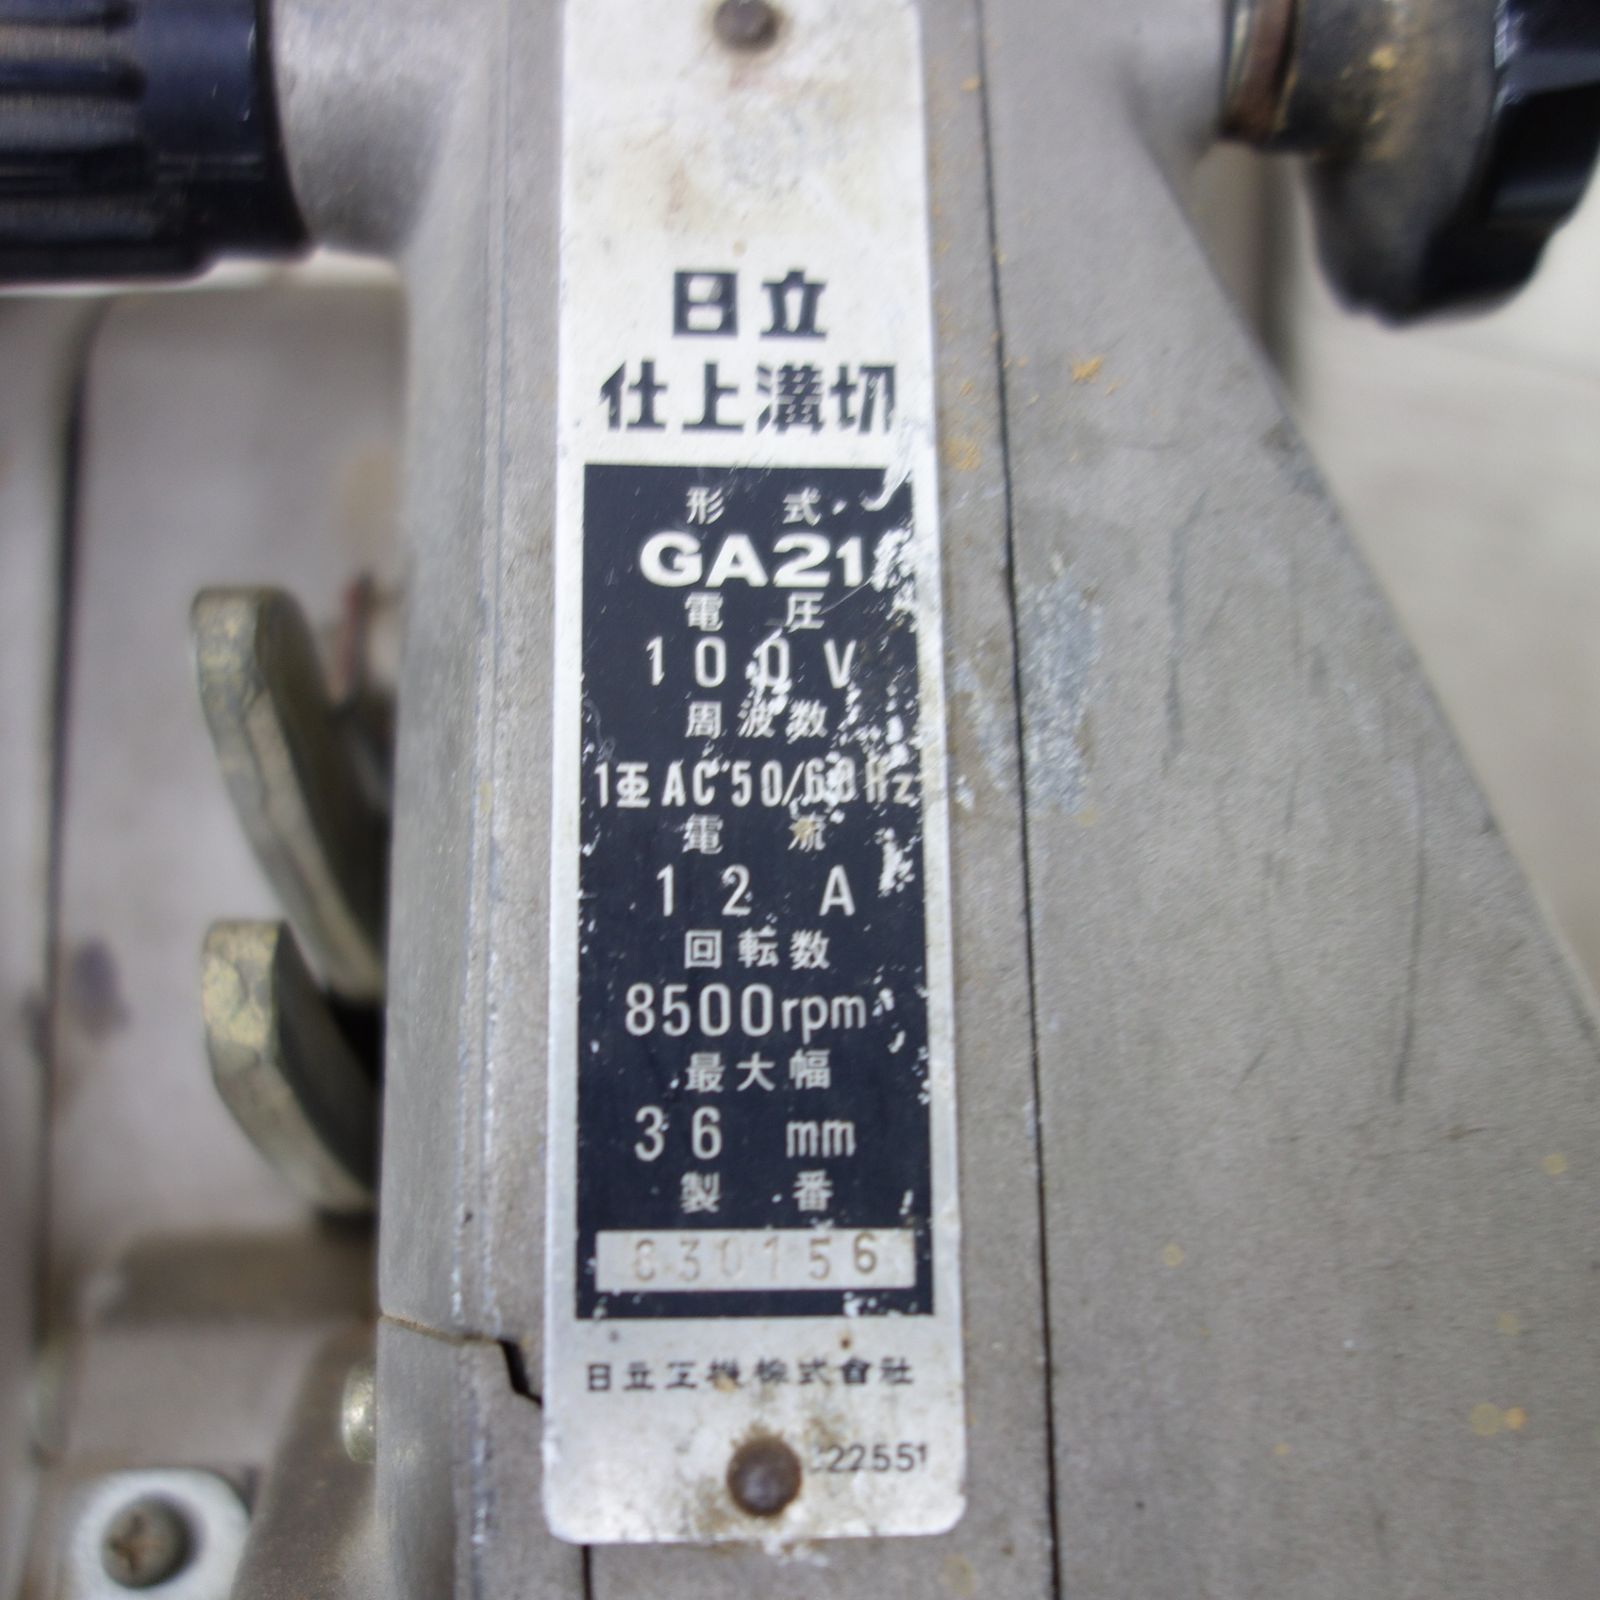 日立
仕上溝切
形 式
GA21
電 圧
100V
周波数
1重AC50/60Hz
電 流
12 A
回転数
8500rpm
最大幅
36 mm
製 番
830156
日立工機株式會社
22551